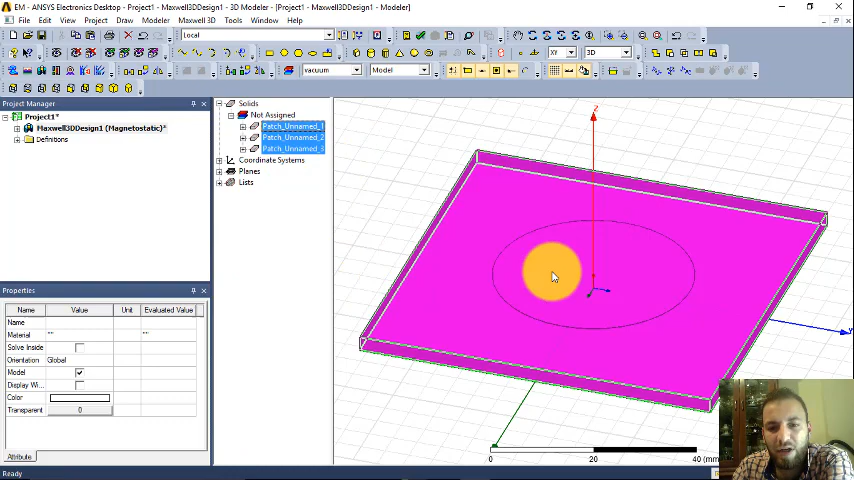 EM - ANSYS Electronics Desktop - Project1 - Maxwell3DDesign1 - 3D Modeler - [Project1 - Maxwell3DDesign1 - Modeler]
File Edit View Project Draw Modeler Maxwell 3D Tools Window Help
Local
XY 3D
vacuum Model
Project Manager
Project1*
Maxwell3DDesign1 (Magnetostatic)*
Definitions
Solids
Not Assigned
Patch_Unnamed_1
Patch_Unnamed_2
Patch_Unnamed_3
Coordinate Systems
Planes
Lists
Z
Properties
Name Value Unit Evaluated Value
Name
Material "" ""
Solve Inside
Orientation Global
Model
Display Wi...
Color
Transparent 0
Attribute
0 20 40 (mm
Ready